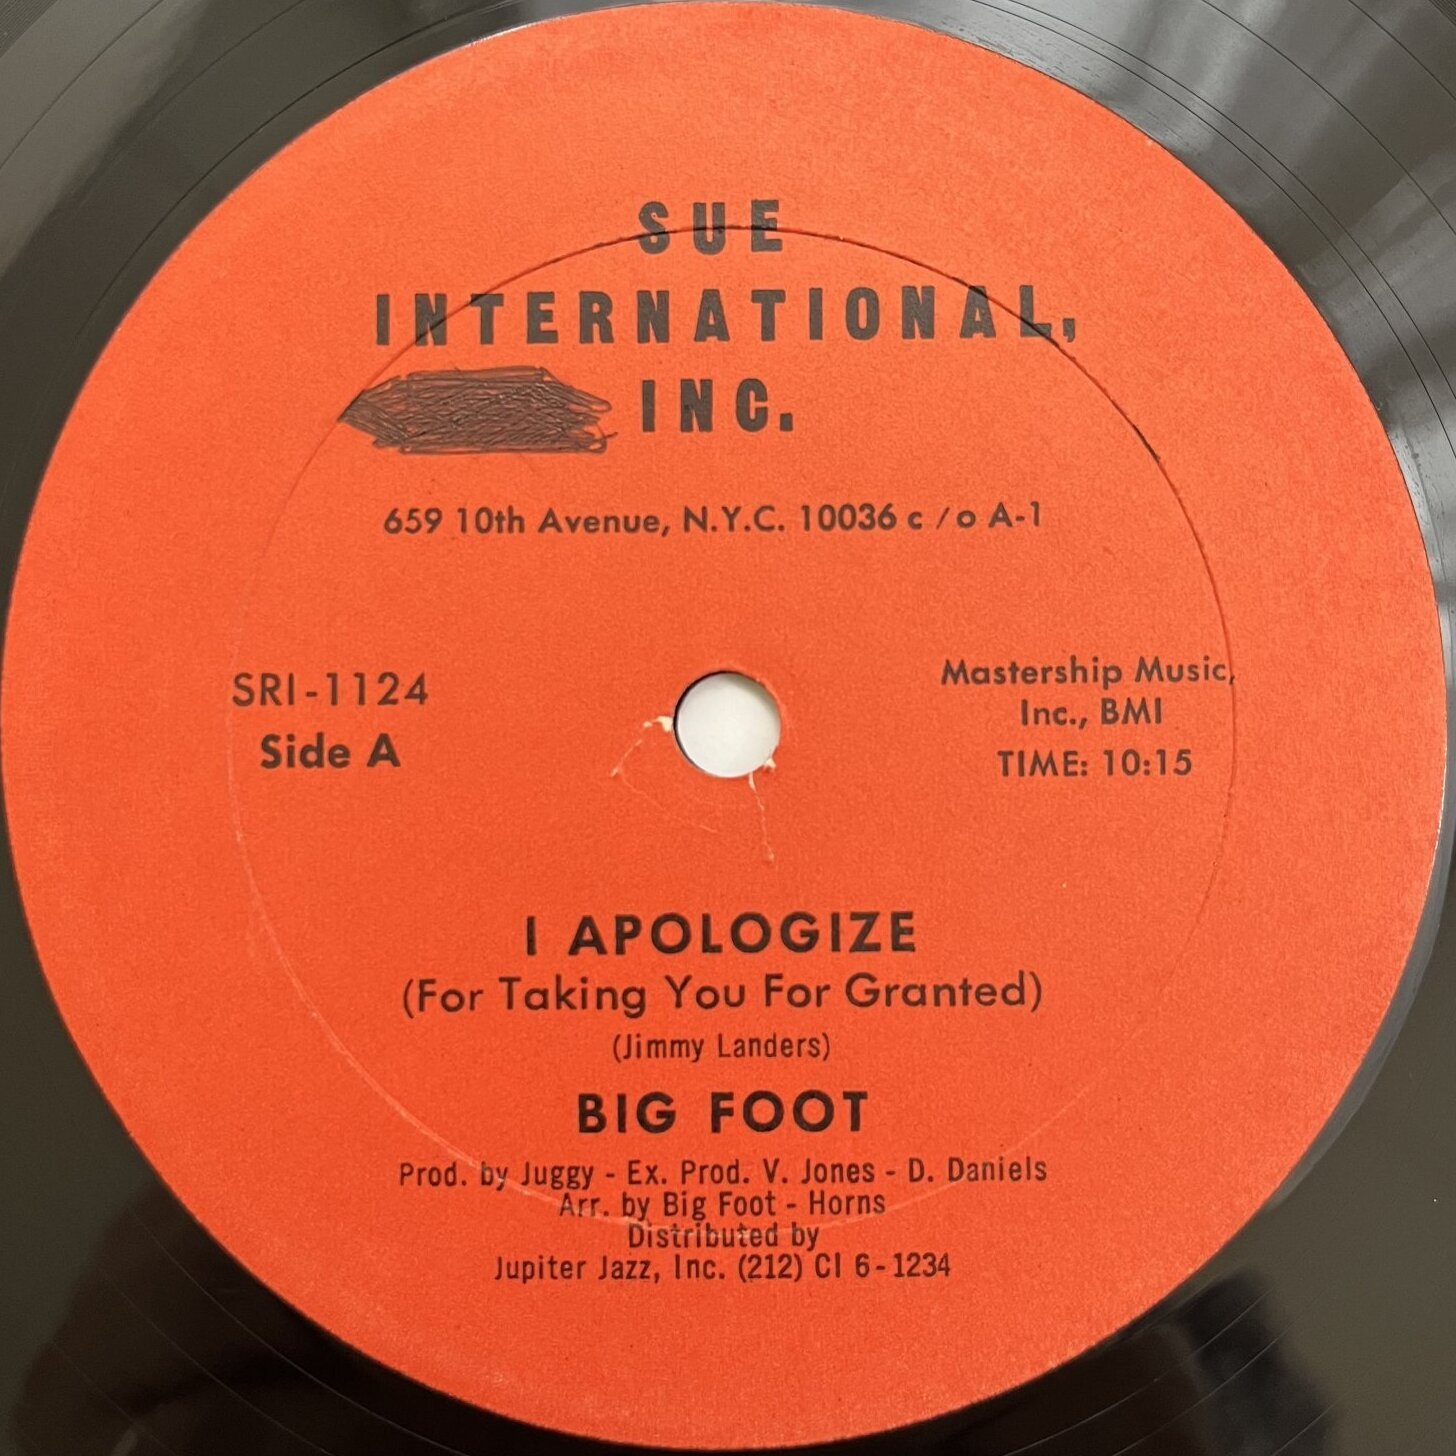 SUE
INTERNATIONAL,
INC.
659 10th Avenue, N.Y.C. 10036 c/o A-1
SRI-1124
Side A
Mastership Music,
Inc., BMI
TIME: 10:15
I APOLOGIZE
(For Taking You For Granted)
(Jimmy Landers)
BIG FOOT
Prod. by Juggy - Ex. Prod. V. Jones - D. Daniels
Arr. by Big Foot - Horns
Distributed by
Jupiter Jazz, Inc. (212) CI 6-1234